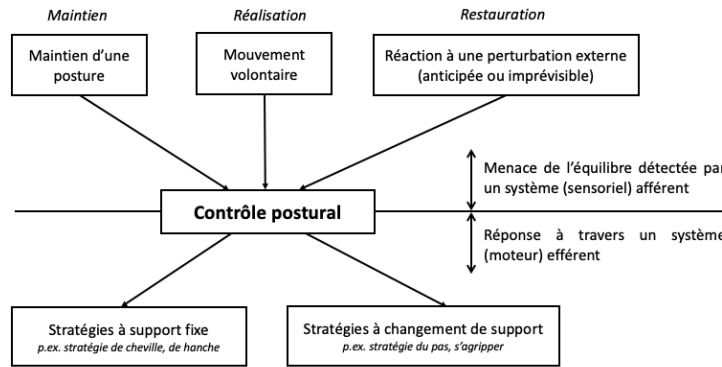 Maintien
Réalisation
Restauration
Maintien d'une
posture
Mouvement
volontaire
Réaction à une perturbation externe
(anticipée ou imprévisible)
Menace de l'équilibre détectée par
un système (sensoriel) afférent
Contrôle postural
Réponse à travers un système
(moteur) efférent
Stratégies à support fixe
p.ex. stratégie de cheville, de hanche
Stratégies à changement de support
p.ex. stratégie du pas, s'agripper